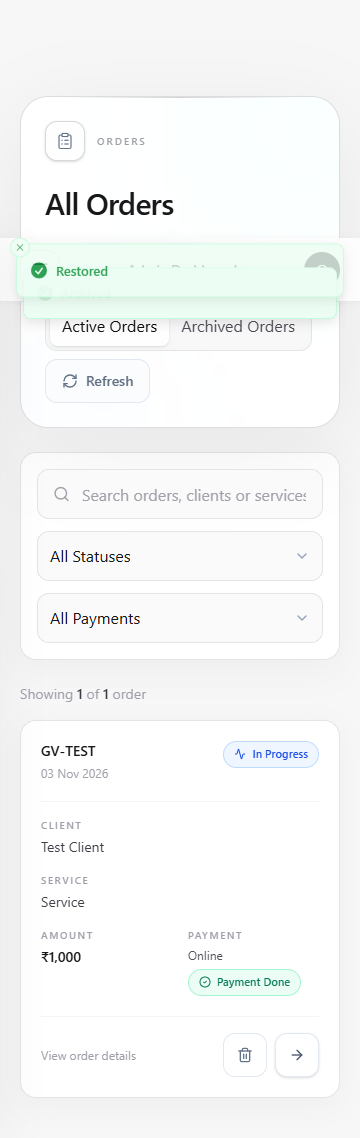 ORDERS
All Orders
Restored
Active Orders
Archived Orders
Refresh
Search orders, clients or services
All Statuses
All Payments
Showing 1 of 1 order
GV-TEST
In Progress
03 Nov 2026
CLIENT
Test Client
SERVICE
Service
AMOUNT
PAYMENT
₹1,000
Online
Payment Done
View order details